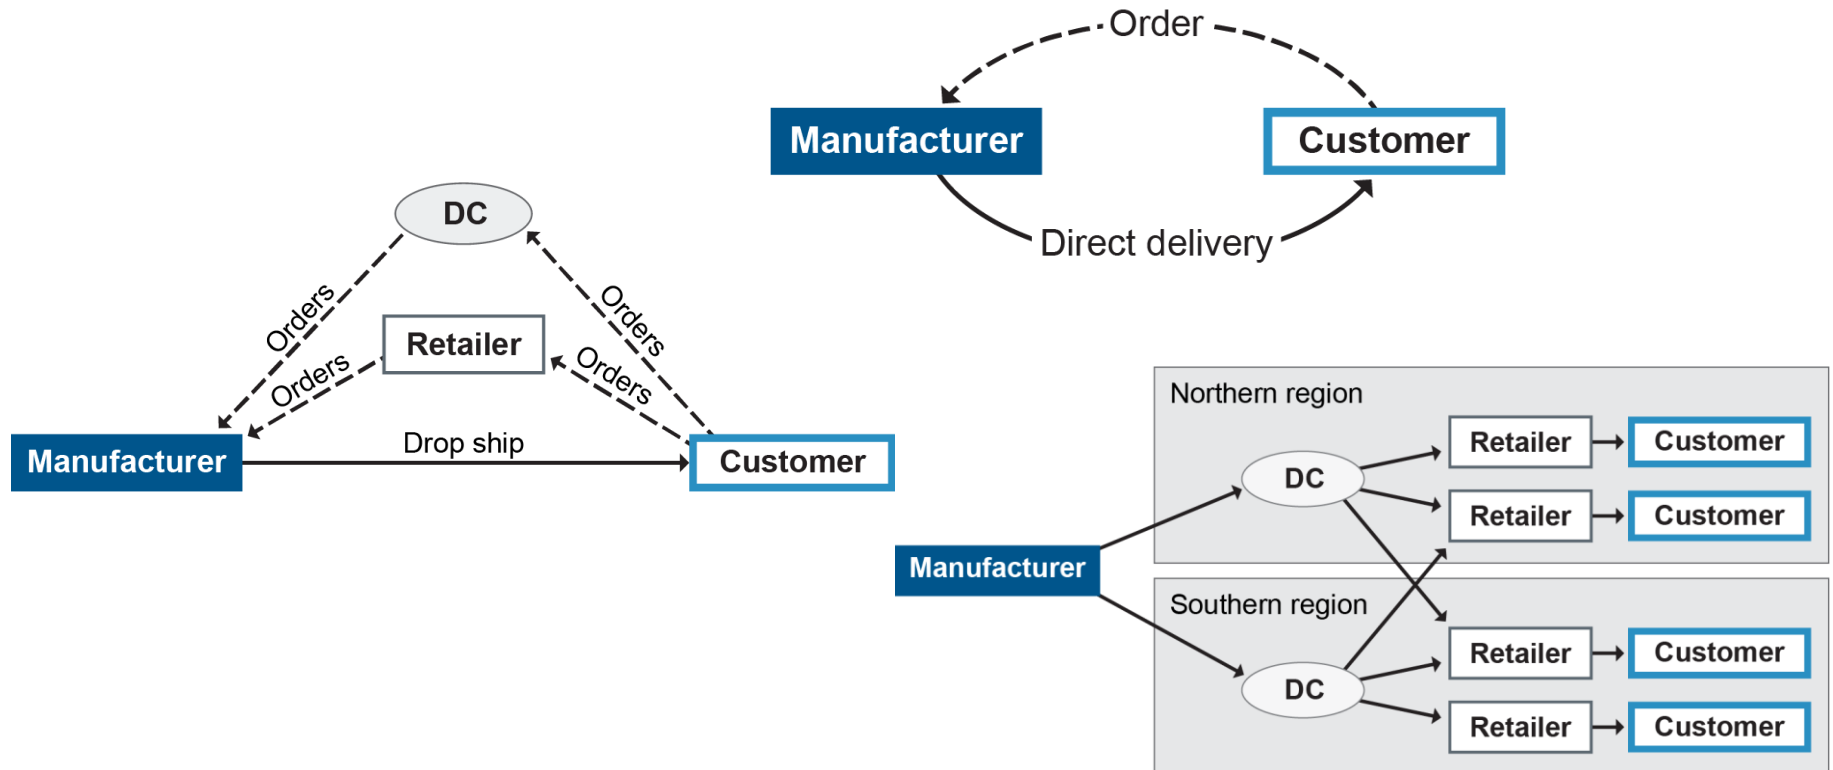 Order
Manufacturer
Customer
Direct delivery
DC
Orders
Orders
Retailer
Orders
Orders
Manufacturer
Drop ship
Customer
Northern region
Retailer
Customer
DC
Retailer
Customer
Manufacturer
Southern region
Retailer
Customer
DC
Retailer
Customer